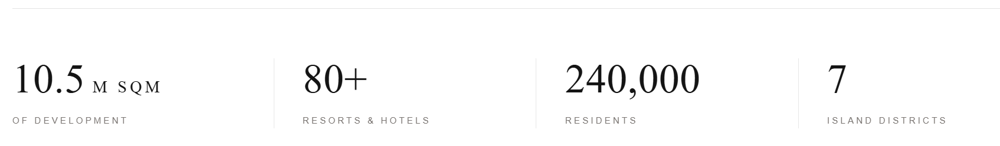 10.5 M SQM
OF DEVELOPMENT
80+
RESORTS & HOTELS
240,000
RESIDENTS
7
ISLAND DISTRICTS